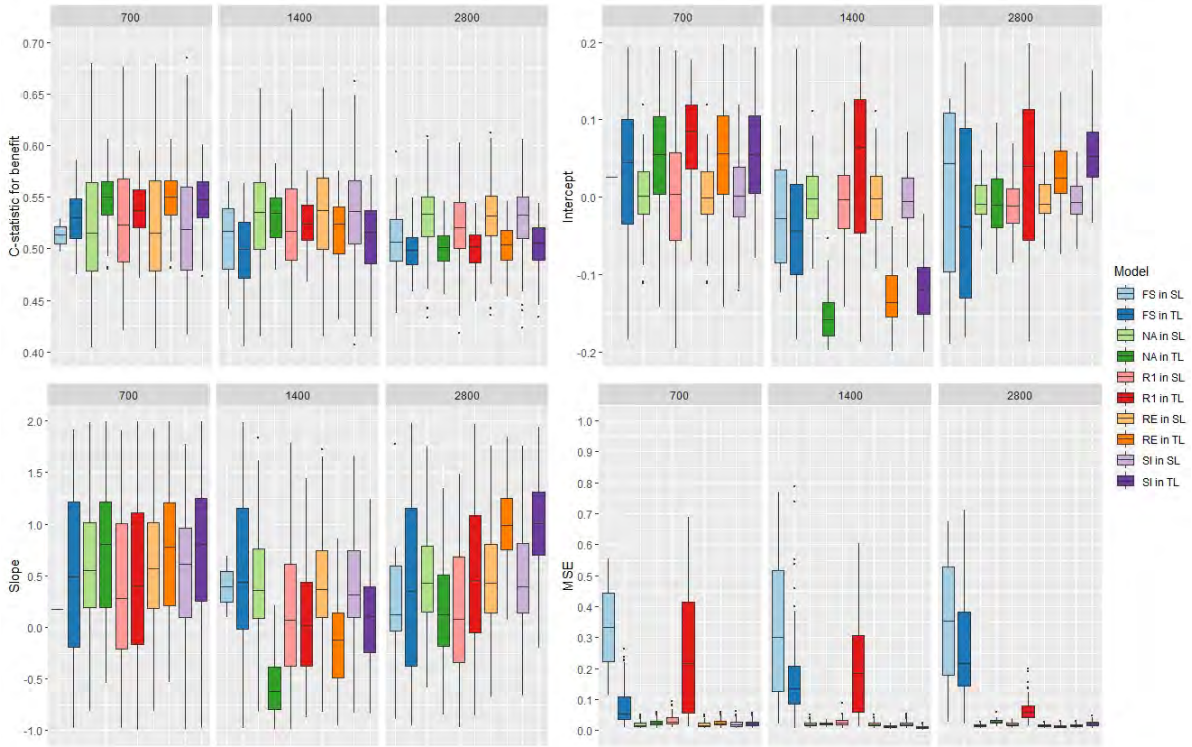 700 1400 2800
C-statistic for benefit
0.70
0.65
0.60
0.55
0.50
0.45
0.40
700 1400 2800
Intercept
0.2
0.1
0.0
-0.1
-0.2
700 1400 2800
Slope
2.0
1.5
1.0
0.5
0.0
-0.5
-1.0
700 1400 2800
MSE
1.0
0.9
0.8
0.7
0.6
0.5
0.4
0.3
0.2
0.1
0.0
Model
FS in SL
FS in TL
NA in SL
NA in TL
R1 in SL
R1 in TL
RE in SL
RE in TL
SI in SL
SI in TL